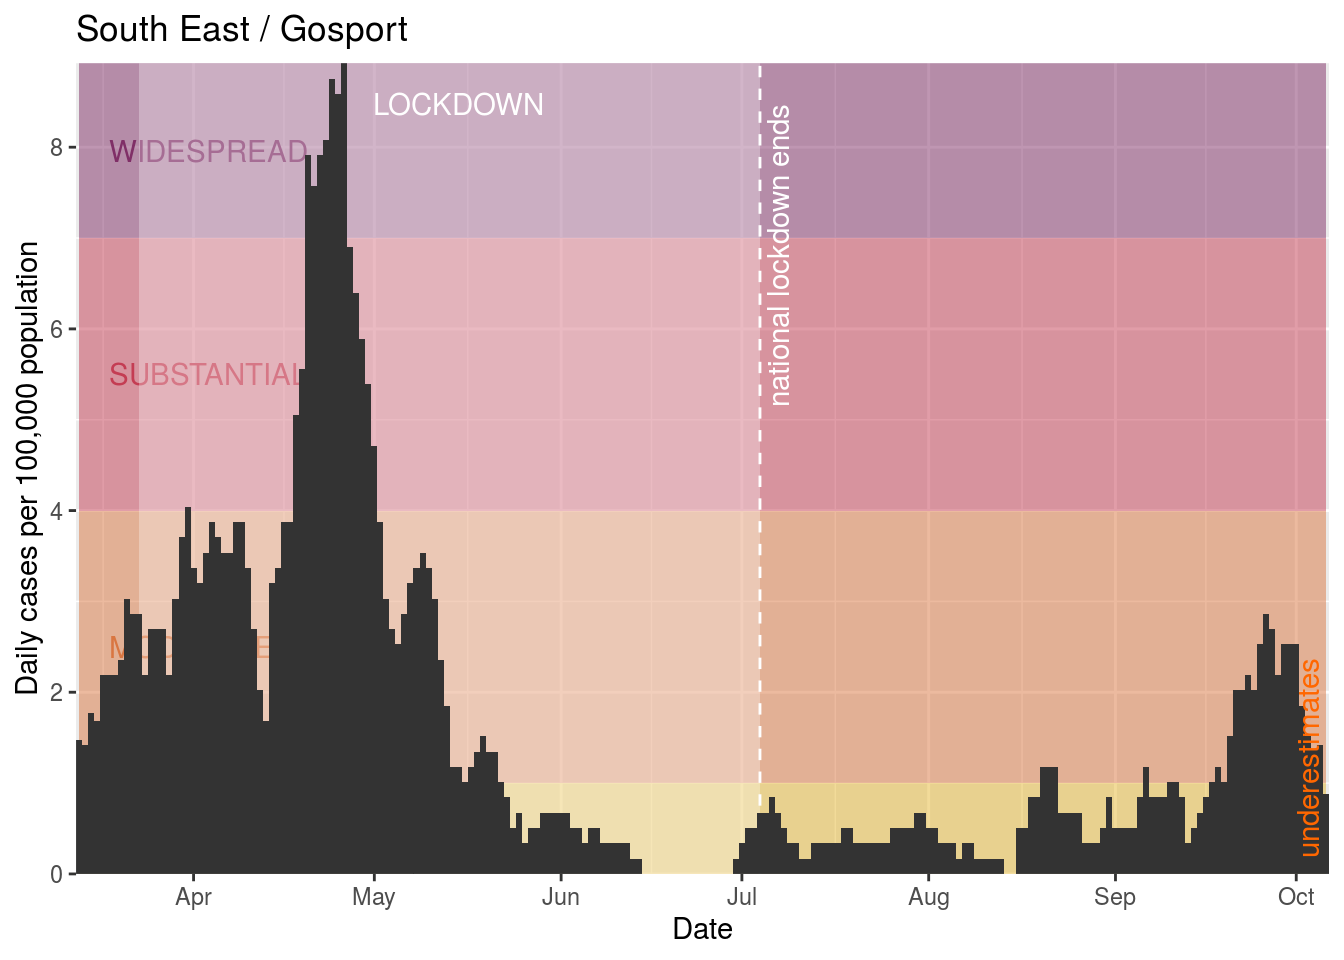 South East / Gosport
LOCKDOWN
WIDESPREAD
SUBSTANTIAL
national lockdown ends
underestimates
Daily cases per 100,000 population
8
6
4
2
0
Apr
May
Jun
Jul
Aug
Sep
Oct
Date